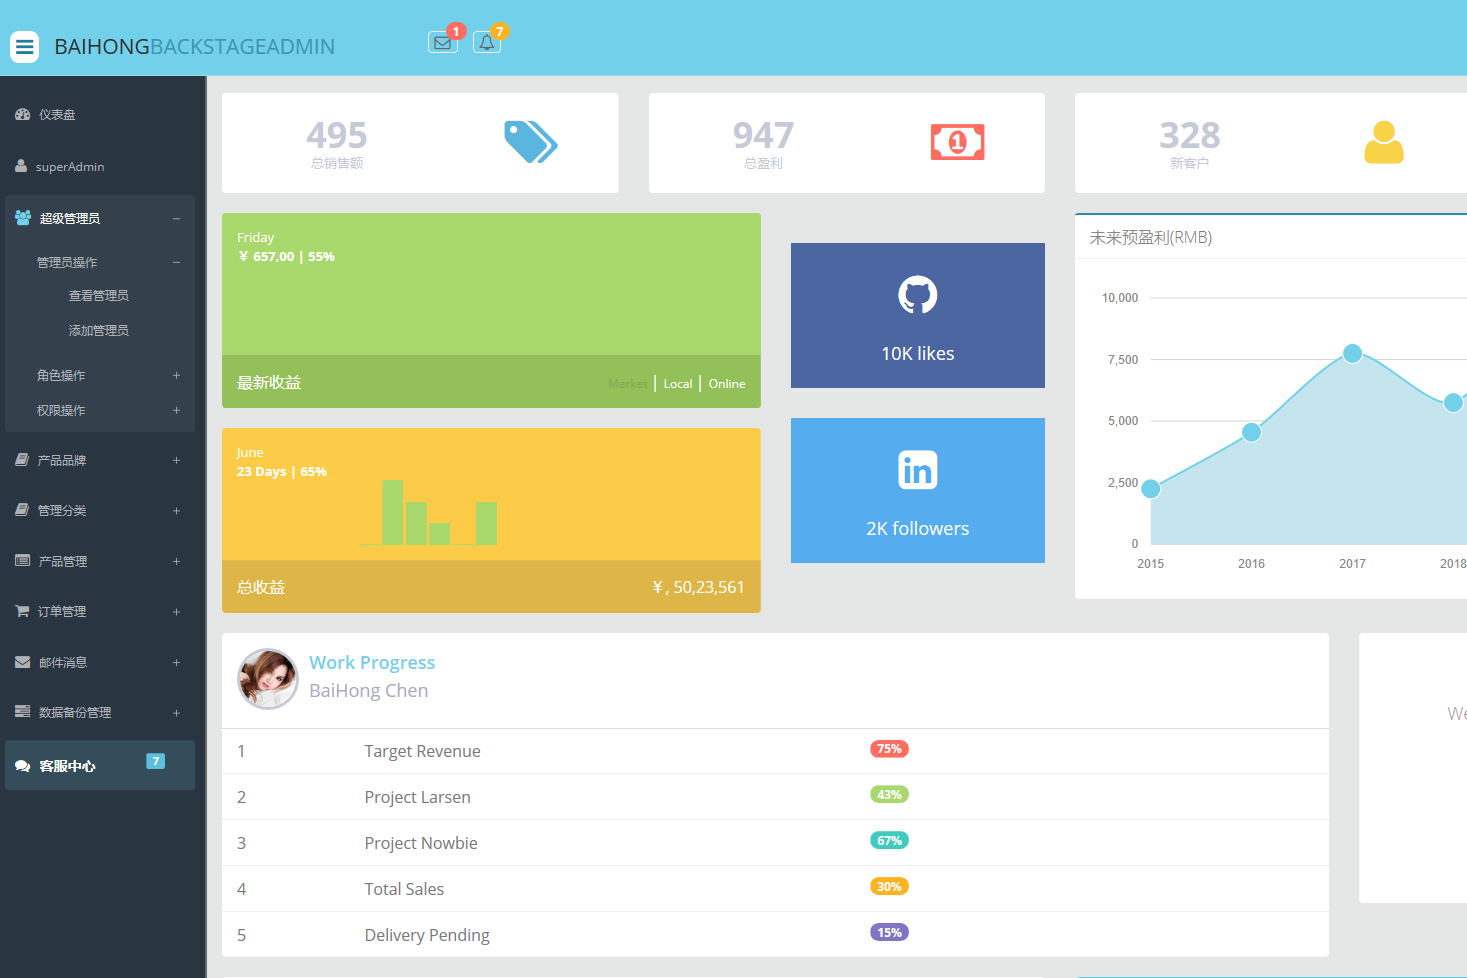 BAIHONGBACKSTAGEADMIN
1
7
仪表盘
superAdmin
超级管理员
管理员操作
查看管理员
添加管理员
角色操作
权限操作
产品品牌
管理分类
产品管理
订单管理
邮件消息
数据备份管理
客服中心 7
495
总销售额
947
总盈利
1
328
新客户
Friday
¥ 657,00 | 55%
最新收益
Market Local Online
June
23 Days | 65%
总收益
¥ , 50,23,561
10K likes
in
2K followers
未来预盈利(RMB)
10,000
7,500
5,000
2,500
0
2015 2016 2017 2018
Work Progress
BaiHong Chen
1 Target Revenue 75%
2 Project Larsen 43%
3 Project Nowbie 67%
4 Total Sales 30%
5 Delivery Pending 15%